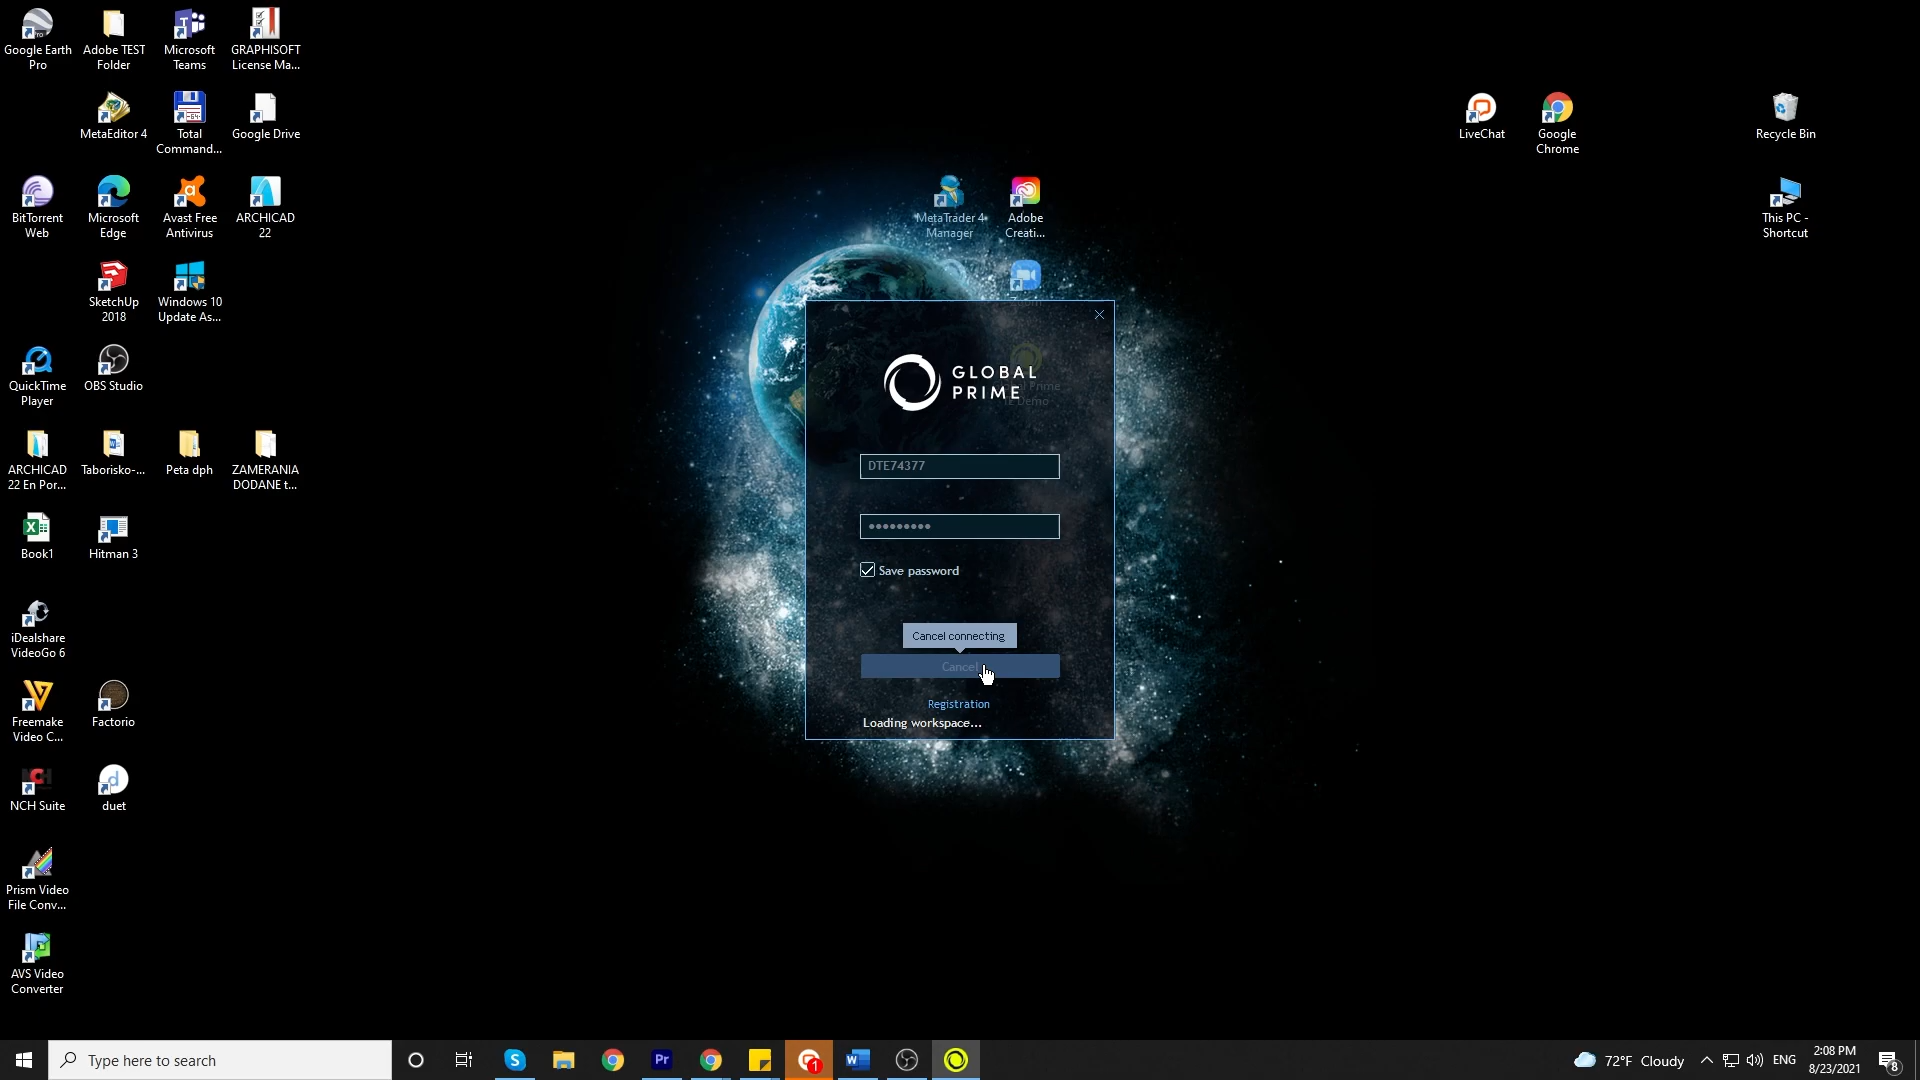 Google Earth
Pro
Adobe TEST
Folder
Microsoft
Teams
GRAPHISOFT
License Ma...
MetaEditor 4
Total
Command...
Google Drive
LiveChat
Google
Chrome
Recycle Bin
BitTorrent
Web
Microsoft
Edge
Avast Free
Antivirus
ARCHICAD
22
MetaTrader 4
Manager
Adobe
Creati...
This PC -
Shortcut
SketchUp
2018
Windows 10
Update As...
QuickTime
Player
OBS Studio
GLOBAL
PRIME
ARCHICAD
22 En Por...
Taborisko-...
Peta dph
ZAMERANIA
DODANE t...
DTE74377
Book1
Hitman 3
Save password
iDealshare
VideoGo 6
Cancel connecting
Cancel
Freemake
Video C...
Factorio
Registration
Loading workspace...
NCH Suite
duet
Prism Video
File Conv...
AVS Video
Converter
Type here to search
72°F Cloudy
ENG
2:08 PM
8/23/2021
8